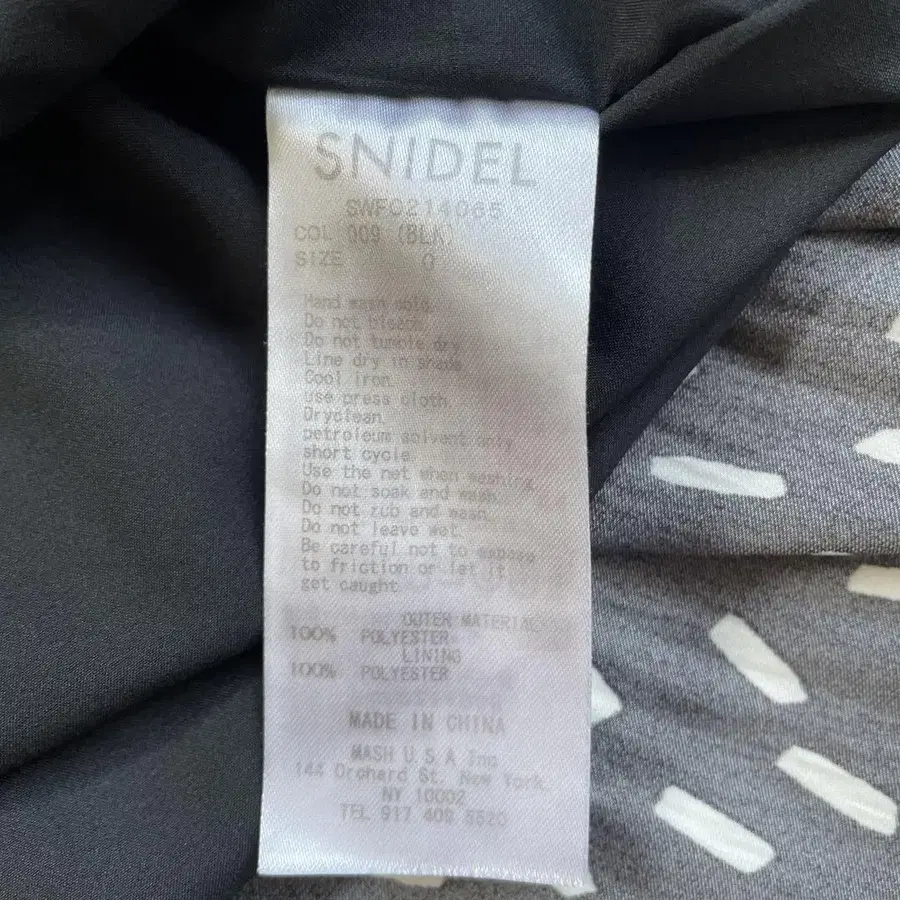 SNIDEL
SWFO214065
COL 009 (BLK)
SIZE 0
Hand wash cold.
Do not bleach.
Do not tumble dry.
Line dry in shade.
Cool iron.
Use press cloth.
Dryclean.
petroleum solvent only
short cycle.
Use the net when washing.
Do not soak and wash.
Do not rub and wash.
Do not leave wet.
Be careful not to expose
to friction or let it
get caught.
OUTER MATERIAL
100% POLYESTER
LINING
100% POLYESTER
MADE IN CHINA
MASH U.S.A Inc
144 Orchard St. New York,
NY 10002
TEL 917 409 5520